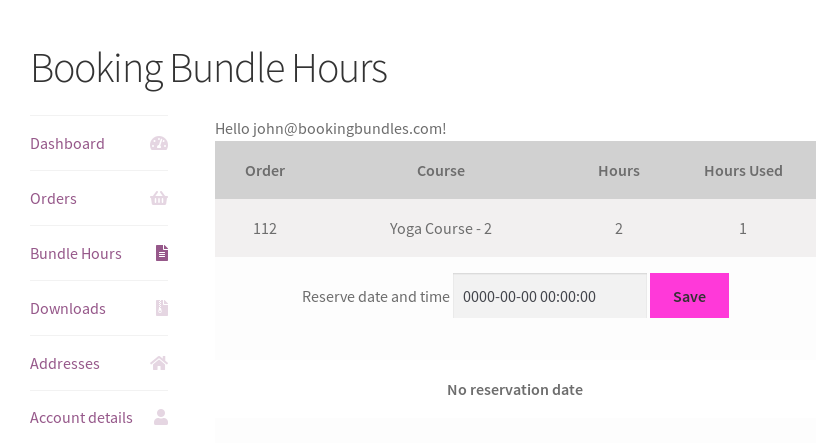 Booking Bundle Hours
Dashboard
Orders
Bundle Hours
Downloads
Addresses
Account details
Hello john@bookingbundles.com!
Order Course Hours Hours Used
112 Yoga Course - 2 2 1
Reserve date and time 0000-00-00 00:00:00 Save
No reservation date